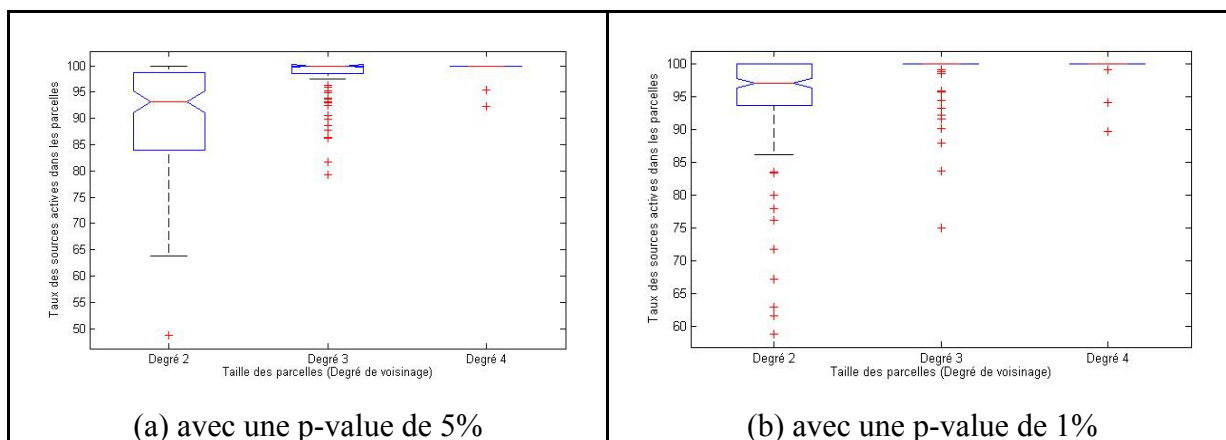 Taux des sources actives dans les parcelles
100
95
90
85
80
75
70
65
60
55
50
Degré 2
Degré 3
Degré 4
Taille des parcelles (Degré de voisinage)
(a) avec une p-value de 5%
Taux des sources actives dans les parcelles
100
95
90
85
80
75
70
65
60
Degré 2
Degré 3
Degré 4
Taille des parcelles (Degré de voisinage)
(b) avec une p-value de 1%